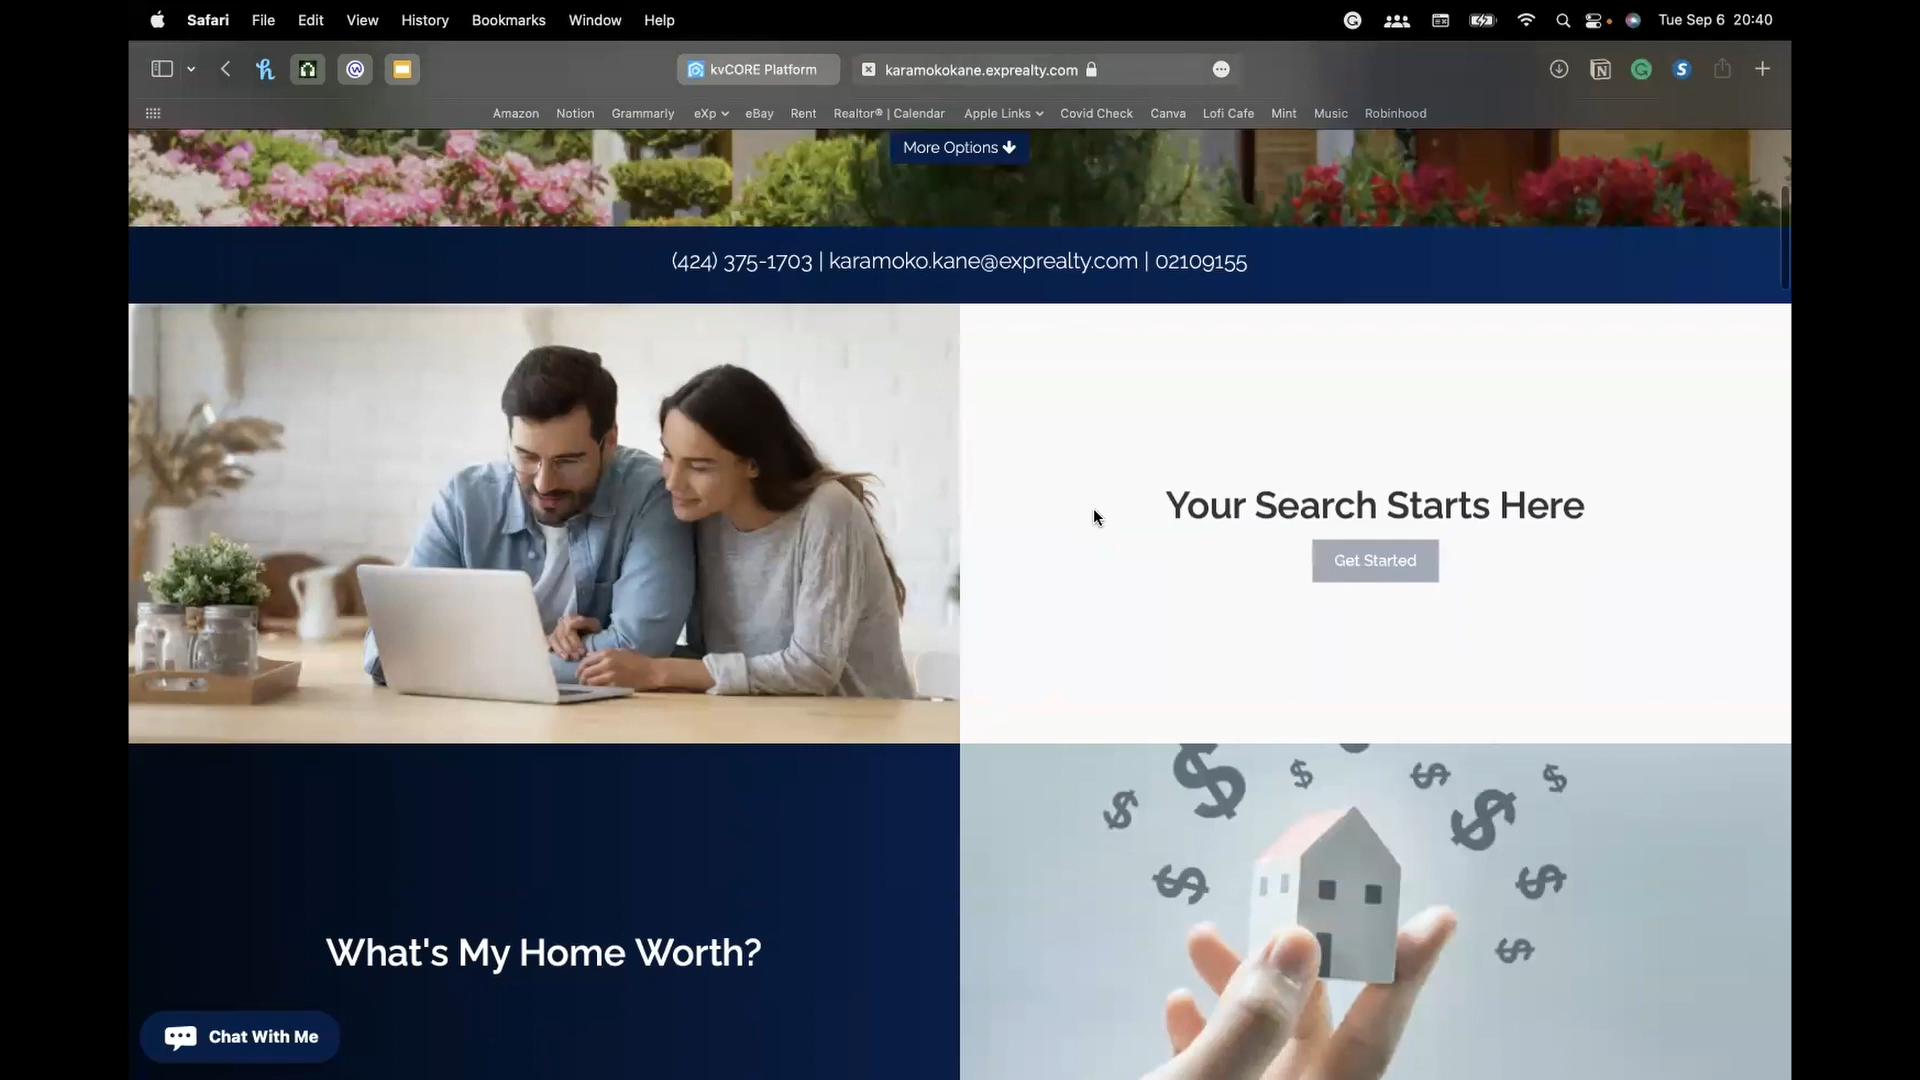 Safari File Edit View History Bookmarks Window Help Tue Sep 6 20:40
kvCORE Platform karamokokane.exprealty.com
Amazon Notion Grammarly eXp eBay Rent Realtor® | Calendar Apple Links Covid Check Canva Lofi Cafe Mint Music Robinhood
More Options
(424) 375-1703 | karamoko.kane@exprealty.com | 02109155
Your Search Starts Here
Get Started
$ $ $ $ $ $ $ $ $
What's My Home Worth?
Chat With Me